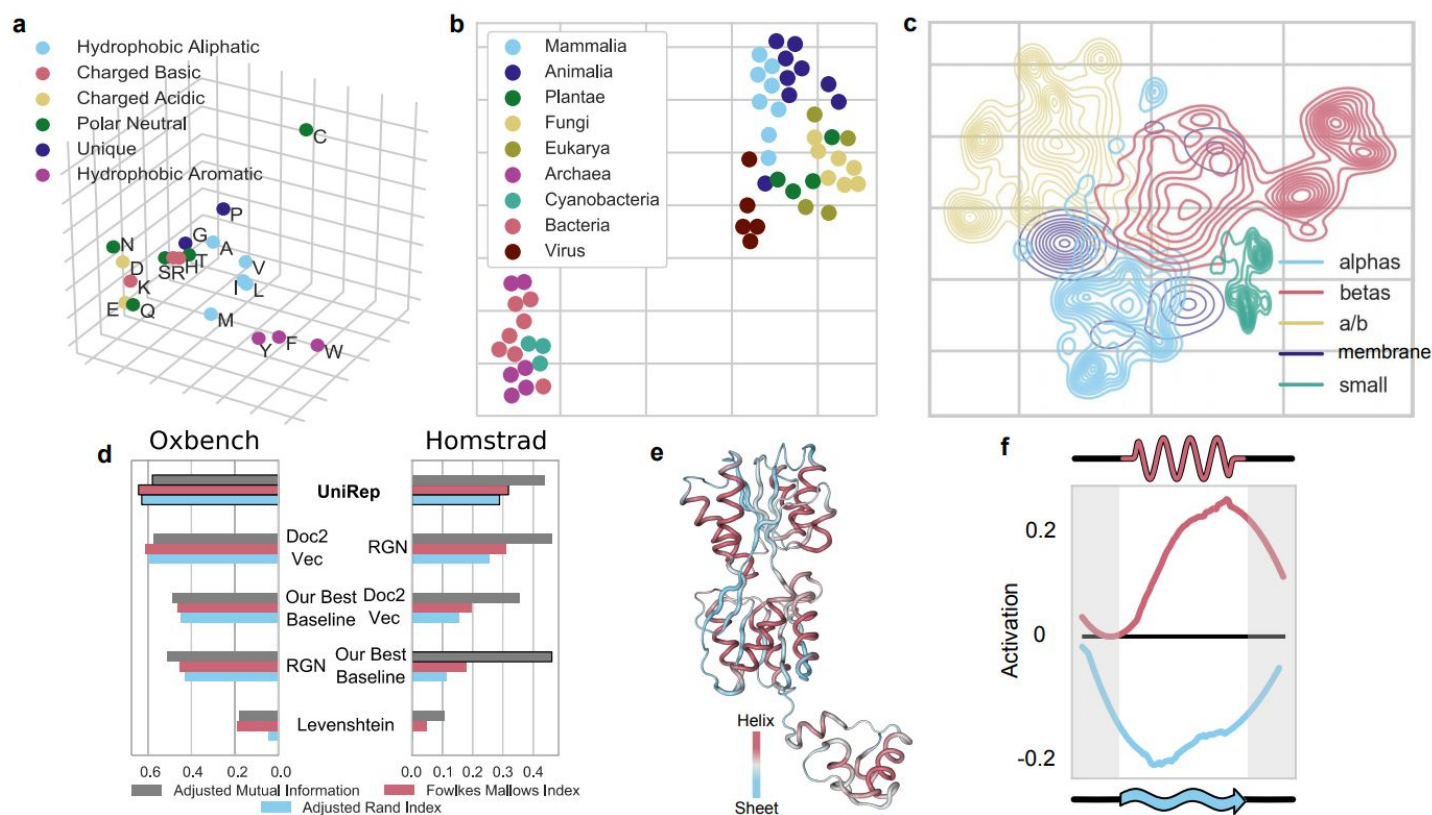 a
Hydrophobic Aliphatic
Charged Basic
Charged Acidic
Polar Neutral
Unique
Hydrophobic Aromatic
C
P
G
A
N
D
S
R
H
T
V
K
I
L
E
Q
M
Y
F
W
b
Mammalia
Animalia
Plantae
Fungi
Eukarya
Archaea
Cyanobacteria
Bacteria
Virus
c
alphas
betas
a/b
membrane
small
d
Oxbench
Homstrad
UniRep
Doc2
Vec
RGN
Our Best
Baseline
Doc2
Vec
RGN
Our Best
Baseline
Levenshtein
0.6 0.4 0.2 0.0
0.0 0.1 0.2 0.3 0.4
Adjusted Mutual Information
Fowlkes Mallows Index
Adjusted Rand Index
e
Helix
Sheet
f
Activation
0.2
0
-0.2